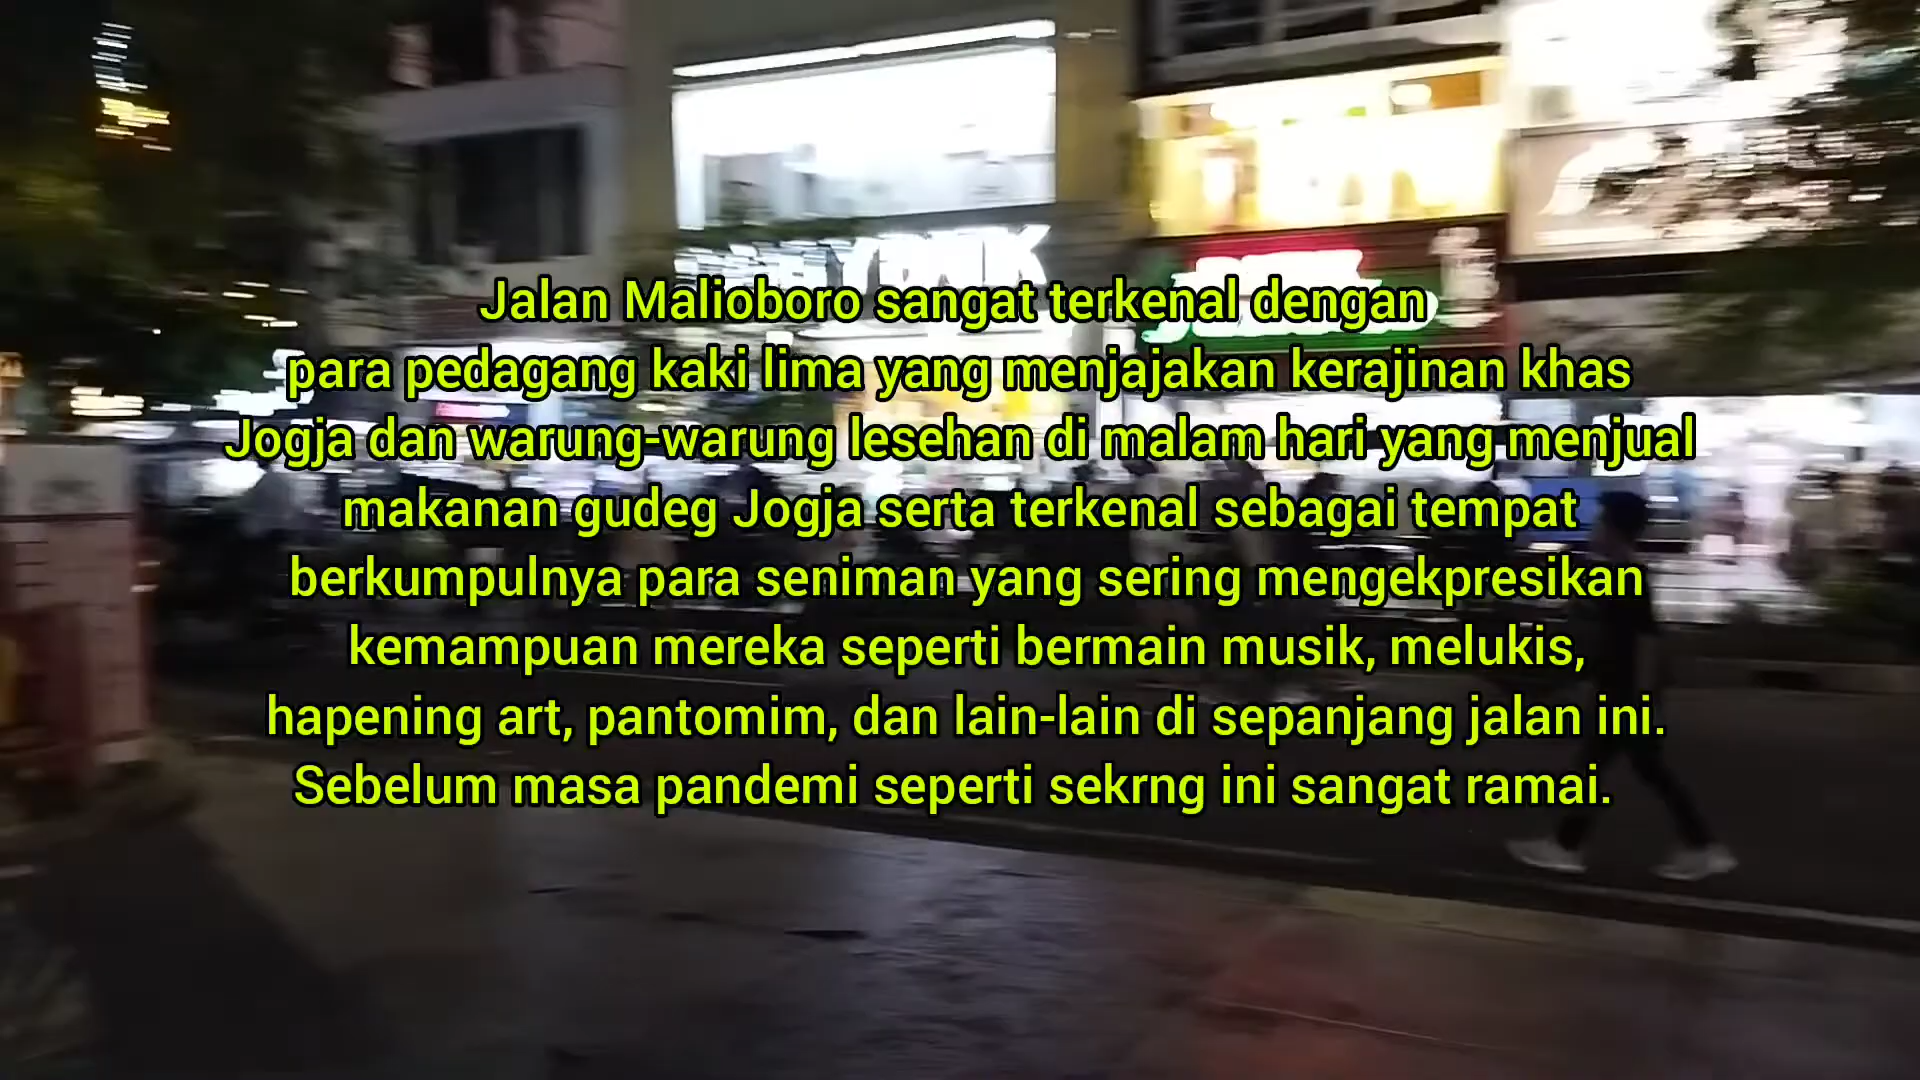 Jalan Malioboro sangat terkenal dengan
para pedagang kaki lima yang menjajakan kerajinan khas
Jogja dan warung-warung lesehan di malam hari yang menjual
makanan gudeg Jogja serta terkenal sebagai tempat
berkumpulnya para seniman yang sering mengekpresikan
kemampuan mereka seperti bermain musik, melukis,
hapening art, pantomim, dan lain-lain di sepanjang jalan ini.
Sebelum masa pandemi seperti sekrng ini sangat ramai.